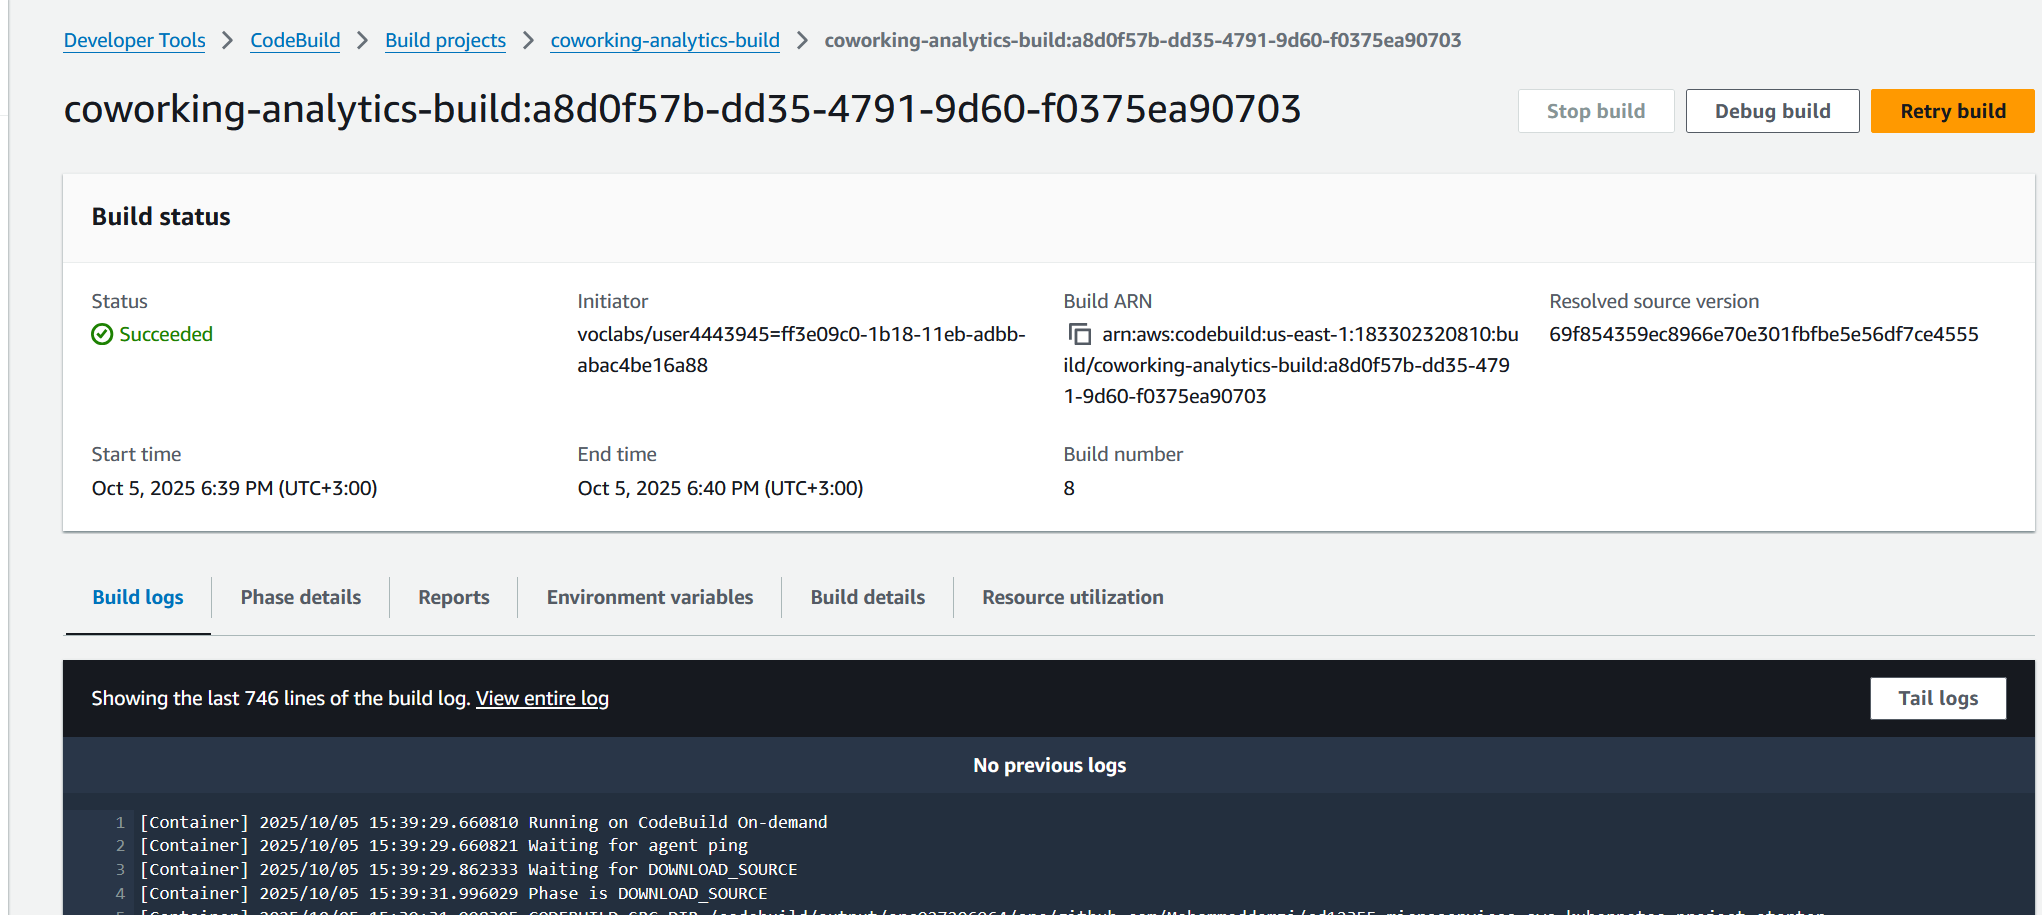 Developer Tools > CodeBuild > Build projects > coworking-analytics-build > coworking-analytics-build:a8d0f57b-dd35-4791-9d60-f0375ea90703
coworking-analytics-build:a8d0f57b-dd35-4791-9d60-f0375ea90703
Stop build
Debug build
Retry build
Build status
Status
Succeeded
Initiator
voclabs/user4443945=ff3e09c0-1b18-11eb-adbb-
abac4be16a88
Build ARN
arn:aws:codebuild:us-east-1:183302320810:bu
ild/coworking-analytics-build:a8d0f57b-dd35-479
1-9d60-f0375ea90703
Resolved source version
69f854359ec8966e70e301fbfbe5e56df7ce4555
Start time
Oct 5, 2025 6:39 PM (UTC+3:00)
End time
Oct 5, 2025 6:40 PM (UTC+3:00)
Build number
8
Build logs
Phase details
Reports
Environment variables
Build details
Resource utilization
Showing the last 746 lines of the build log. View entire log
Tail logs
No previous logs
1 [Container] 2025/10/05 15:39:29.660810 Running on CodeBuild On-demand
2 [Container] 2025/10/05 15:39:29.660821 Waiting for agent ping
3 [Container] 2025/10/05 15:39:29.862333 Waiting for DOWNLOAD_SOURCE
4 [Container] 2025/10/05 15:39:31.996029 Phase is DOWNLOAD_SOURCE